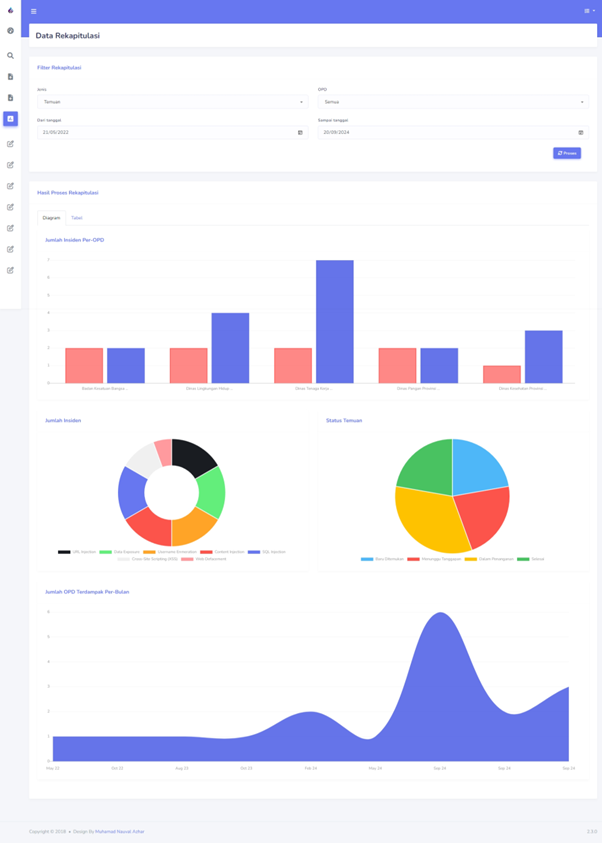 Data Rekapitulasi
Filter Rekapitulasi
Jenis
OPD
Temuan
Semua
Dari tanggal
Sampai tanggal
21/05/2022
20/09/2024
Proses
Hasil Proses Rekapitulasi
Diagram
Tabel
Jumlah Insiden Per-OPD
7
6
5
4
3
2
1
0
Badan Kesatuan Bangsa ...
Dinas Lingkungan Hidup ...
Dinas Tenaga Kerja ...
Dinas Pangan Provinsi ...
Dinas Kesehatan Provinsi ...
Jumlah Insiden
URL Injection
Data Exposure
Username Enumeration
Content Injection
SQL Injection
Cross-Site Scripting (XSS)
Web Defacement
Status Temuan
Baru Ditemukan
Menunggu Tanggapan
Dalam Penanganan
Selesai
Jumlah OPD Terdampak Per-Bulan
6
5
4
3
2
1
0
May 22
Oct 22
Aug 23
Oct 23
Feb 24
May 24
Sep 24
Sep 24
Copyright © 2018 • Design By Muhamad Nauval Azhar
2.3.0